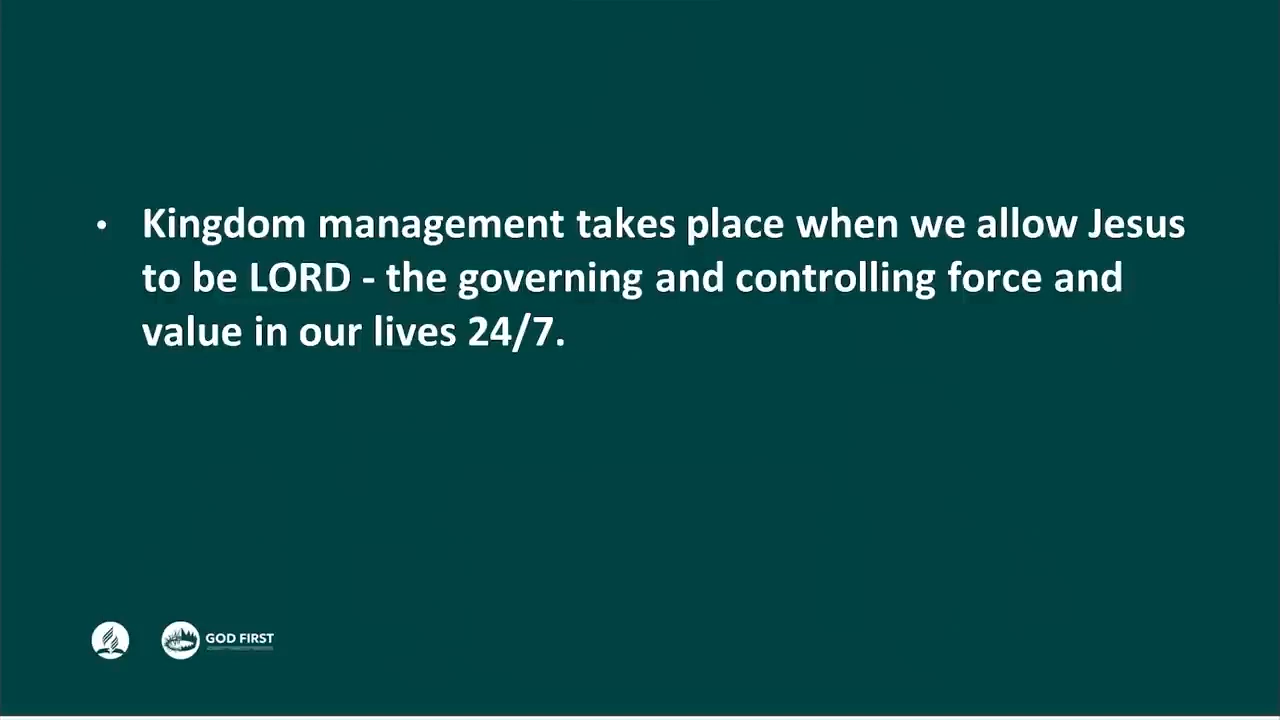 • Kingdom management takes place when we allow Jesus
to be LORD - the governing and controlling force and
value in our lives 24/7.
GOD FIRST